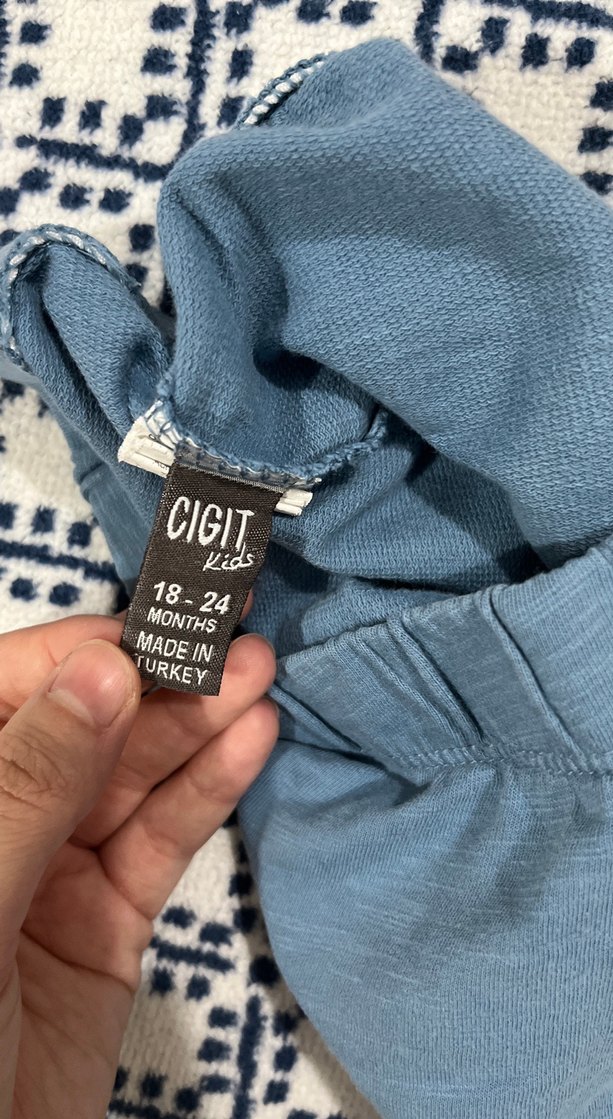 CIGIT
Kids
18 - 24
MONTHS
MADE IN
TURKEY